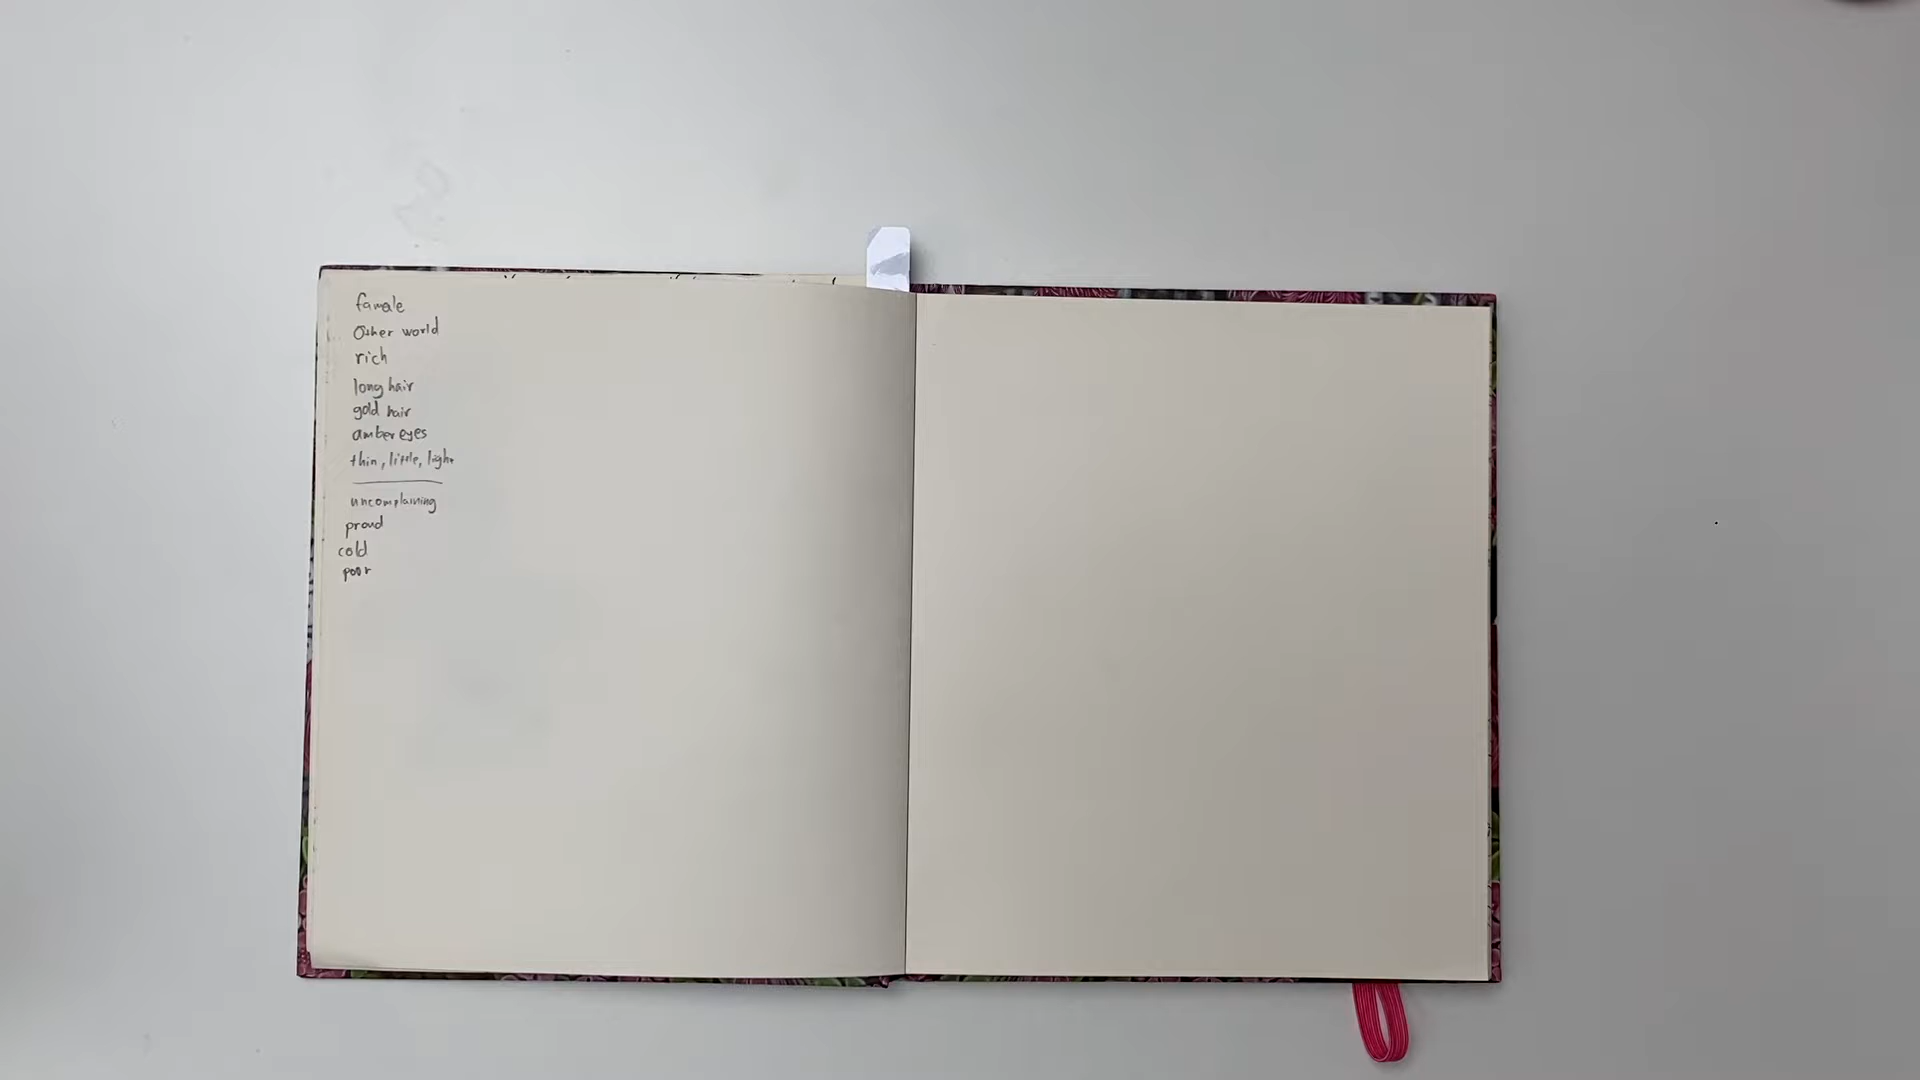 famale
Other world
rich
long hair
gold hair
amber eyes
thin, little, light
uncomplaining
proud
cold
poor